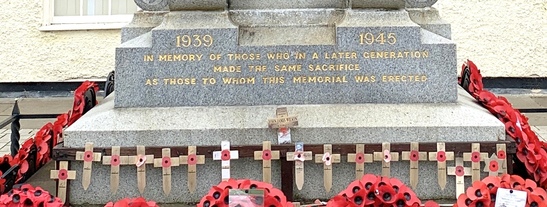 1939 1945
IN MEMORY OF THOSE WHO IN A LATER GENERATION
MADE THE SAME SACRIFICE
AS THOSE TO WHOM THIS MEMORIAL WAS ERECTED